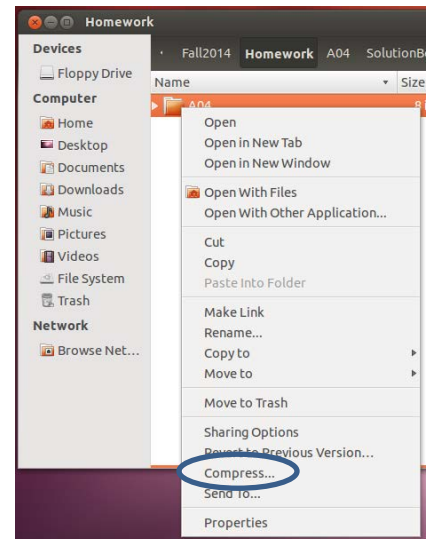 Homework
Devices
Floppy Drive
Computer
Home
Desktop
Documents
Downloads
Music
Pictures
Videos
File System
Trash
Network
Browse Net...
Fall2014 Homework A04
Name Size
A04
Open
Open in New Tab
Open in New Window
Open With Files
Open With Other Application...
Cut
Copy
Paste Into Folder
Make Link
Rename...
Copy to
Move to
Move to Trash
Sharing Options
Revert to Previous Version...
Compress...
Send To...
Properties